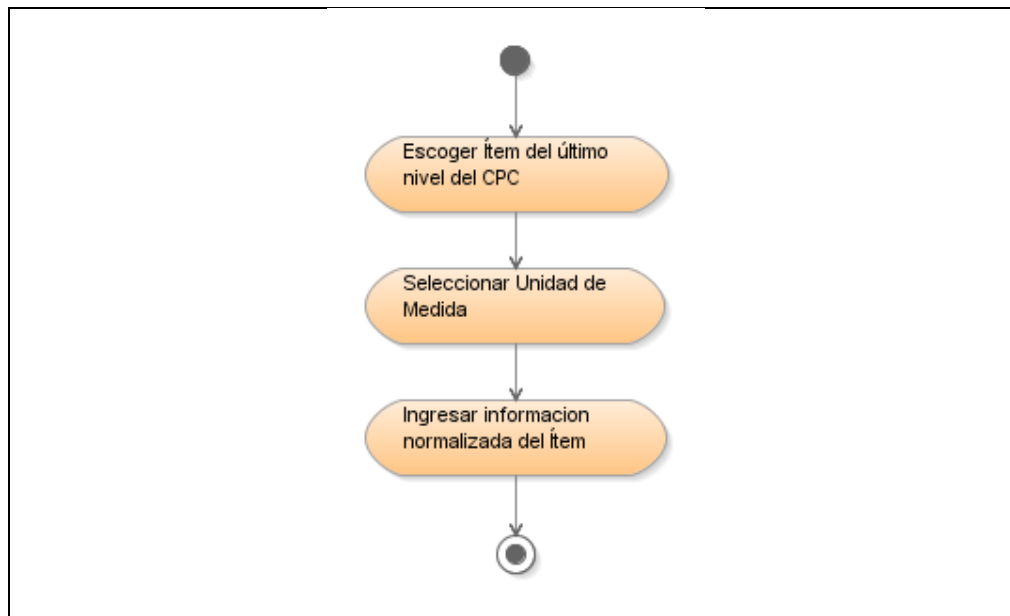 Escoger Ítem del último
nivel del CPC
Seleccionar Unidad de
Medida
Ingresar informacion
normalizada del Ítem